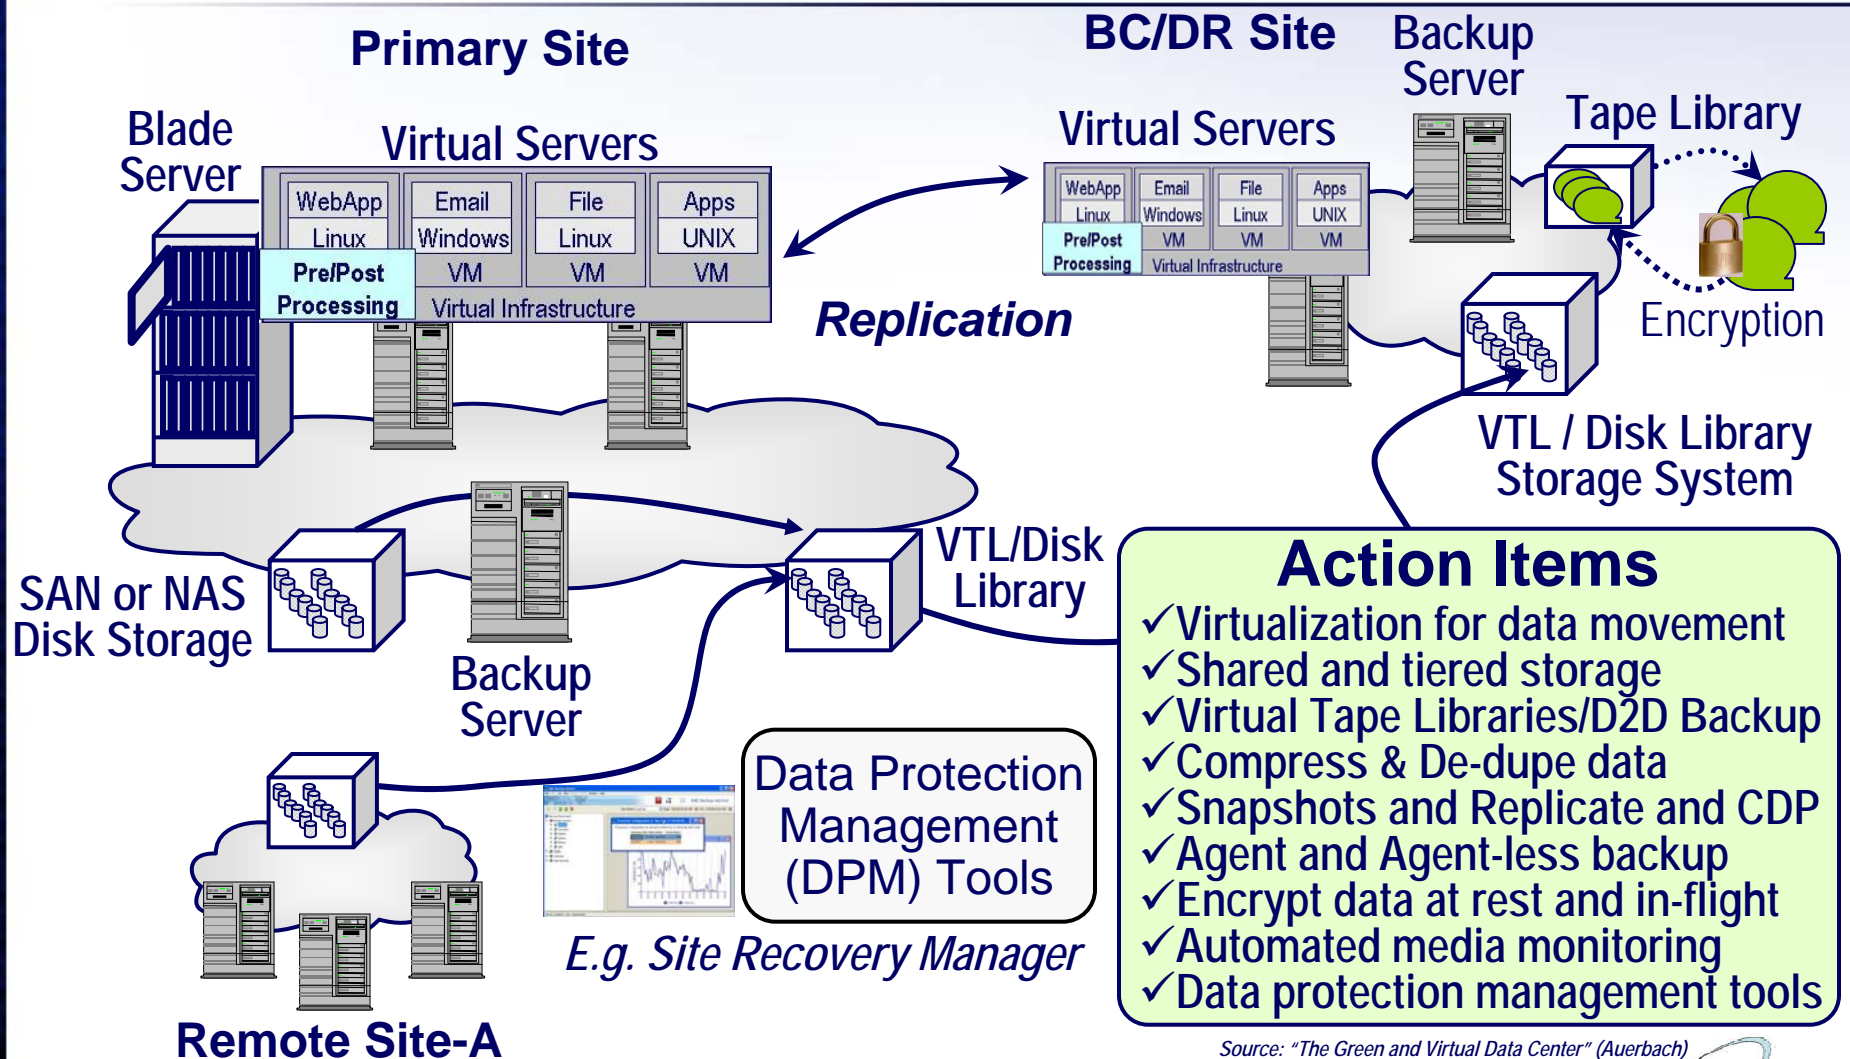 Primary Site
BC/DR Site
Backup
Server
Tape Library
Blade
Server
Virtual Servers
Virtual Servers
WebApp
Email
File
Apps
Linux
Windows
Linux
UNIX
Pre/Post
Processing
VM
VM
VM
Virtual Infrastructure
WebApp
Email
File
Apps
Linux
Windows
Linux
UNIX
Pre/Post
Processing
VM
VM
VM
Virtual Infrastructure
Replication
Encryption
VTL / Disk Library
Storage System
SAN or NAS
Disk Storage
Backup
Server
VTL/Disk
Library
Action Items
✓Virtualization for data movement
✓Shared and tiered storage
✓Virtual Tape Libraries/D2D Backup
✓Compress & De-dupe data
✓Snapshots and Replicate and CDP
✓Agent and Agent-less backup
✓Encrypt data at rest and in-flight
✓Automated media monitoring
✓Data protection management tools
Data Protection
Management
(DPM) Tools
E.g. Site Recovery Manager
Remote Site-A
Source: “The Green and Virtual Data Center” (Auerbach)